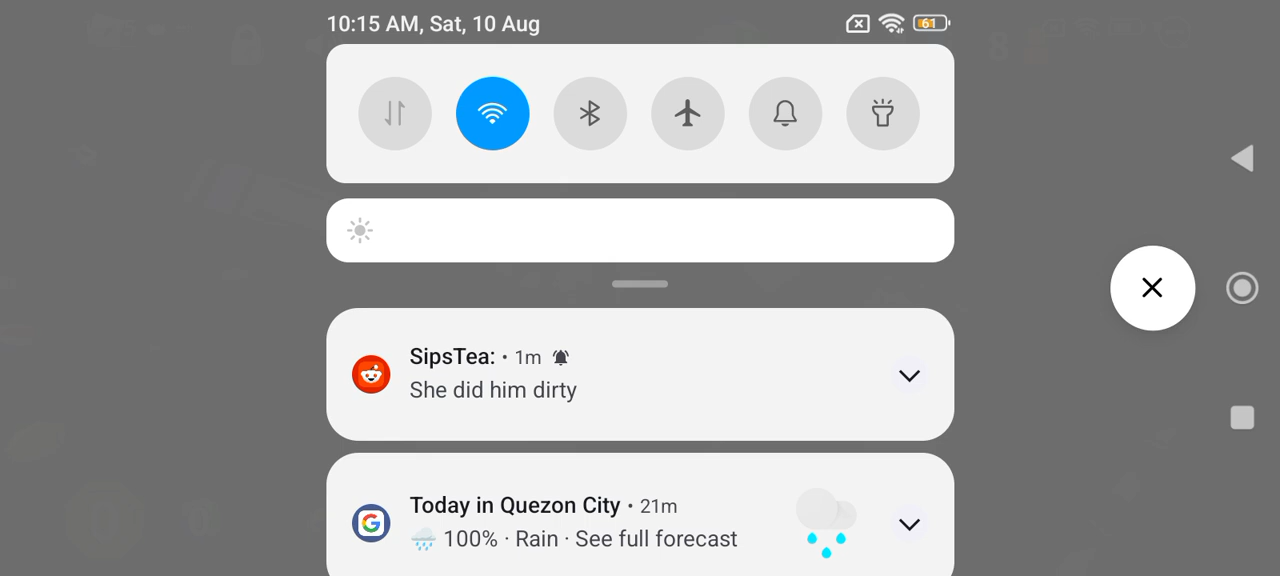 10:15 AM, Sat, 10 Aug
61
SipsTea: • 1m
She did him dirty
Today in Quezon City • 21m
100% · Rain · See full forecast